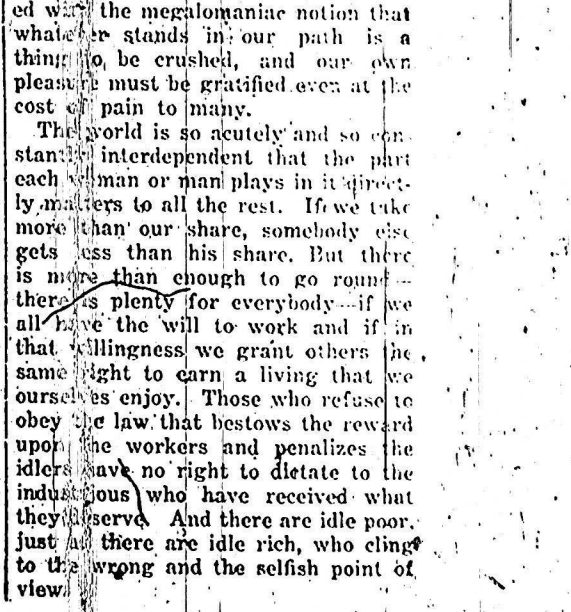 ed with the megalomaniac notion that
whatever stands in our path is a
thing to be crushed, and our own
pleasure must be gratified even at the
cost of pain to many.
The world is so acutely and so con-
stantly interdependent that the part
each woman or man plays in it direct-
ly matters to all the rest. If we take
more than our share, somebody else
gets less than his share. But there
is more than enough to go round—
there is plenty for everybody—if we
all have the will to work and if in
that willingness we grant others the
same right to earn a living that we
ourselves enjoy. Those who refuse to
obey the law that bestows the reward
upon the workers and penalizes the
idlers have no right to dictate to the
industrious who have received what
they deserve. And there are idle poor,
just as there are idle rich, who cling
to the wrong and the selfish point of
view.